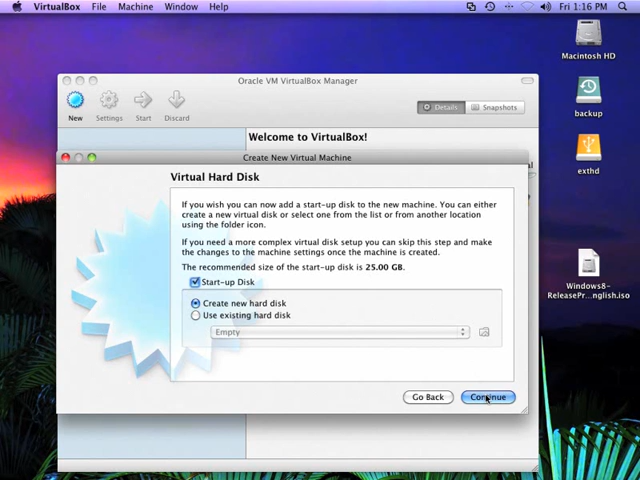 VirtualBox File Machine Window Help Fri 1:16 PM
Macintosh HD
Oracle VM VirtualBox Manager
New Settings Start Discard Details Snapshots
backup
Welcome to VirtualBox!
Create New Virtual Machine
exthd
Virtual Hard Disk
If you wish you can now add a start-up disk to the new machine. You can either
create a new virtual disk or select one from the list or from another location
using the folder icon.
If you need a more complex virtual disk setup you can skip this step and make
the changes to the machine settings once the machine is created.
The recommended size of the start-up disk is 25.00 GB.
Start-up Disk
Create new hard disk
Use existing hard disk
Empty
Windows8-
ReleasePr...nglish.iso
Go Back Continue